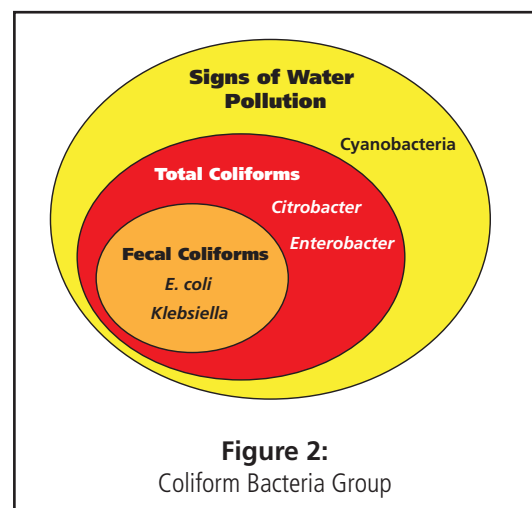 Signs of Water
Pollution
Cyanobacteria
Total Coliforms
Citrobacter
Enterobacter
Fecal Coliforms
E. coli
Klebsiella
Figure 2:
Coliform Bacteria Group